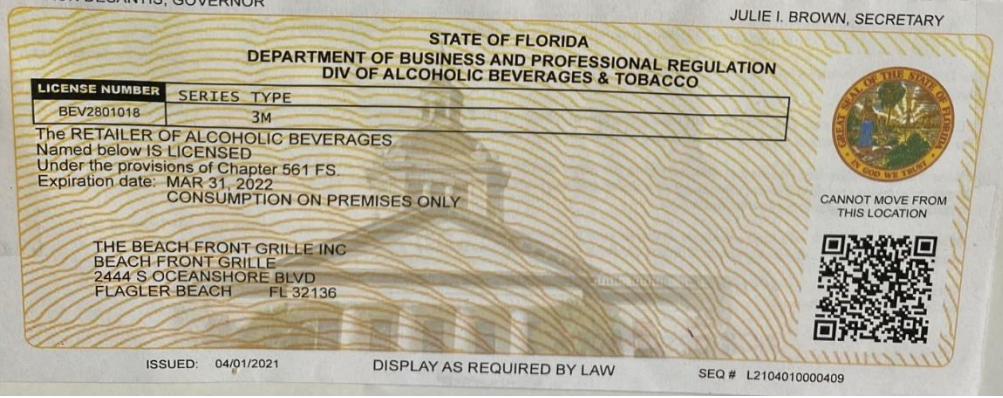 DESANTIS, GOVERNOR
JULIE I. BROWN, SECRETARY
STATE OF FLORIDA
DEPARTMENT OF BUSINESS AND PROFESSIONAL REGULATION
DIV OF ALCOHOLIC BEVERAGES & TOBACCO
LICENSE NUMBER SERIES TYPE
BEV2801018 3M
The RETAILER OF ALCOHOLIC BEVERAGES
Named below IS LICENSED
Under the provisions of Chapter 561 FS.
Expiration date: MAR 31, 2022
CONSUMPTION ON PREMISES ONLY
THE BEACH FRONT GRILLE INC
BEACH FRONT GRILLE
2444 S OCEANSHORE BLVD
FLAGLER BEACH FL 32136
GREAT SEAL OF THE STATE OF FLORIDA
IN GOD WE TRUST
CANNOT MOVE FROM
THIS LOCATION
ISSUED: 04/01/2021
DISPLAY AS REQUIRED BY LAW
SEQ # L2104010000409